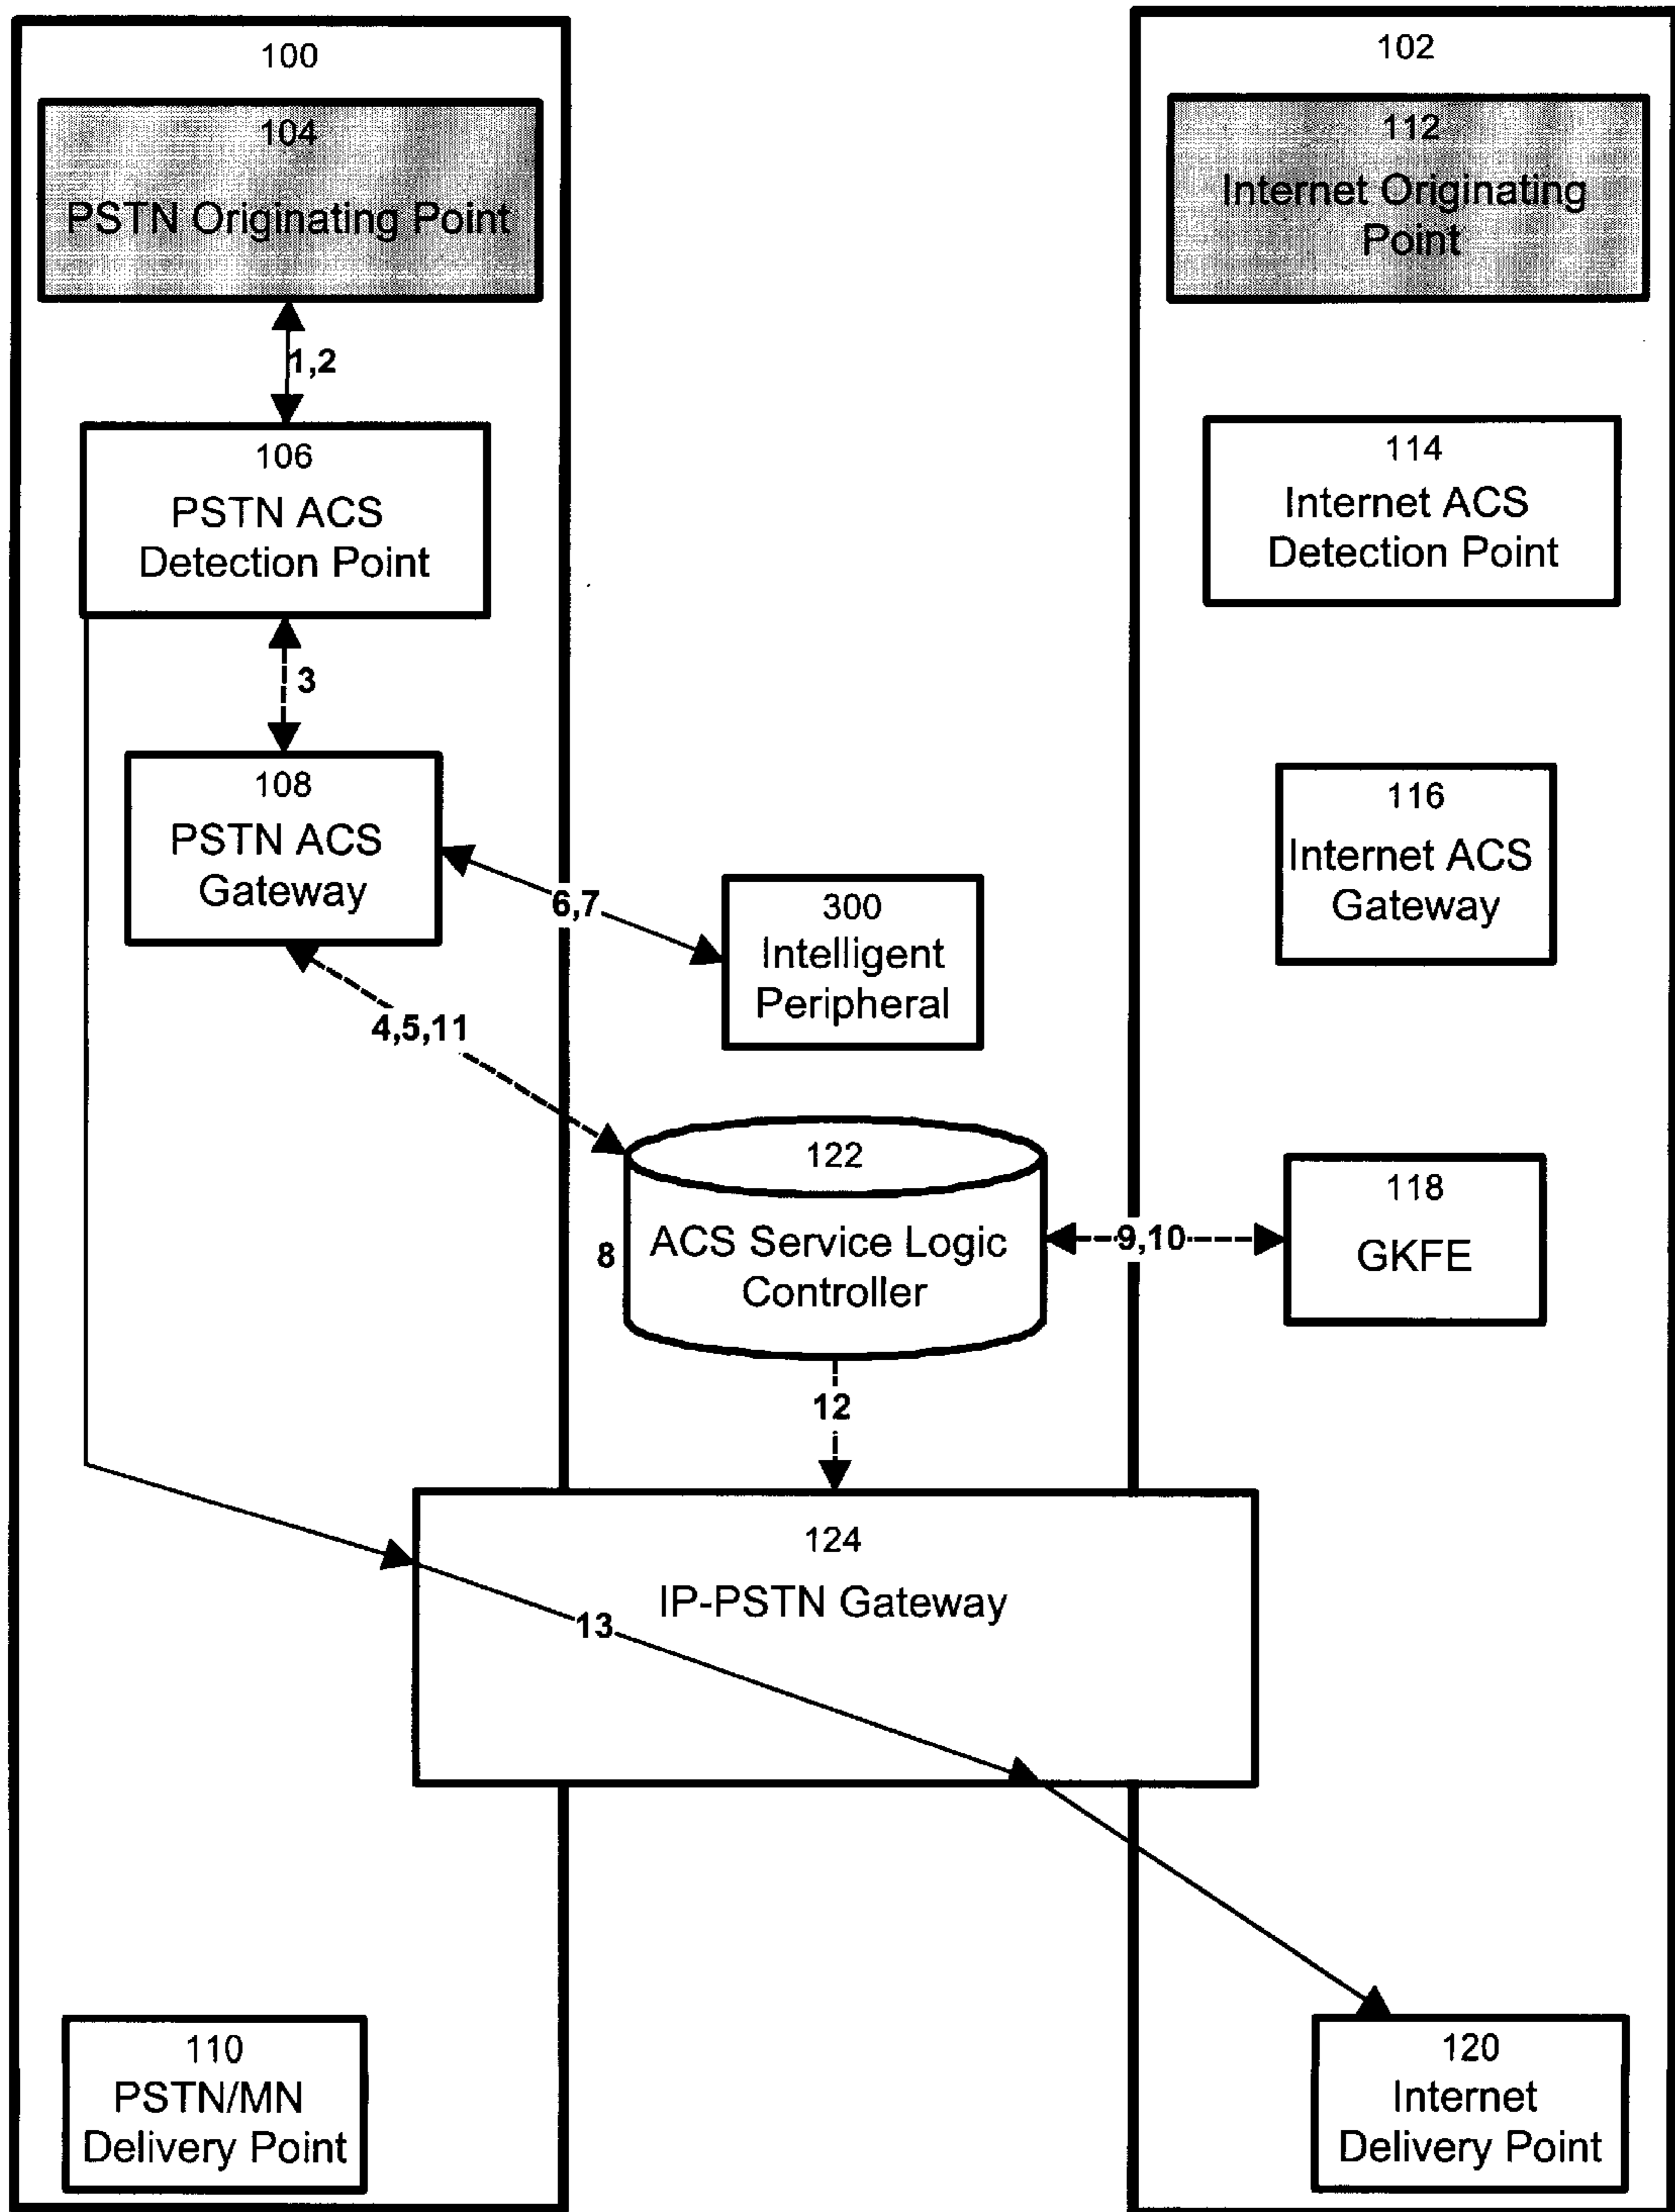 100
104
PSTN Originating Point
1,2
106
PSTN ACS
Detection Point
3
108
PSTN ACS
Gateway
6,7
4,5,11
300
Intelligent
Peripheral
122
ACS Service Logic
Controller
8
9,10
12
124
IP-PSTN Gateway
13
110
PSTN/MN
Delivery Point
102
112
Internet Originating
Point
114
Internet ACS
Detection Point
116
Internet ACS
Gateway
118
GKFE
120
Internet
Delivery Point